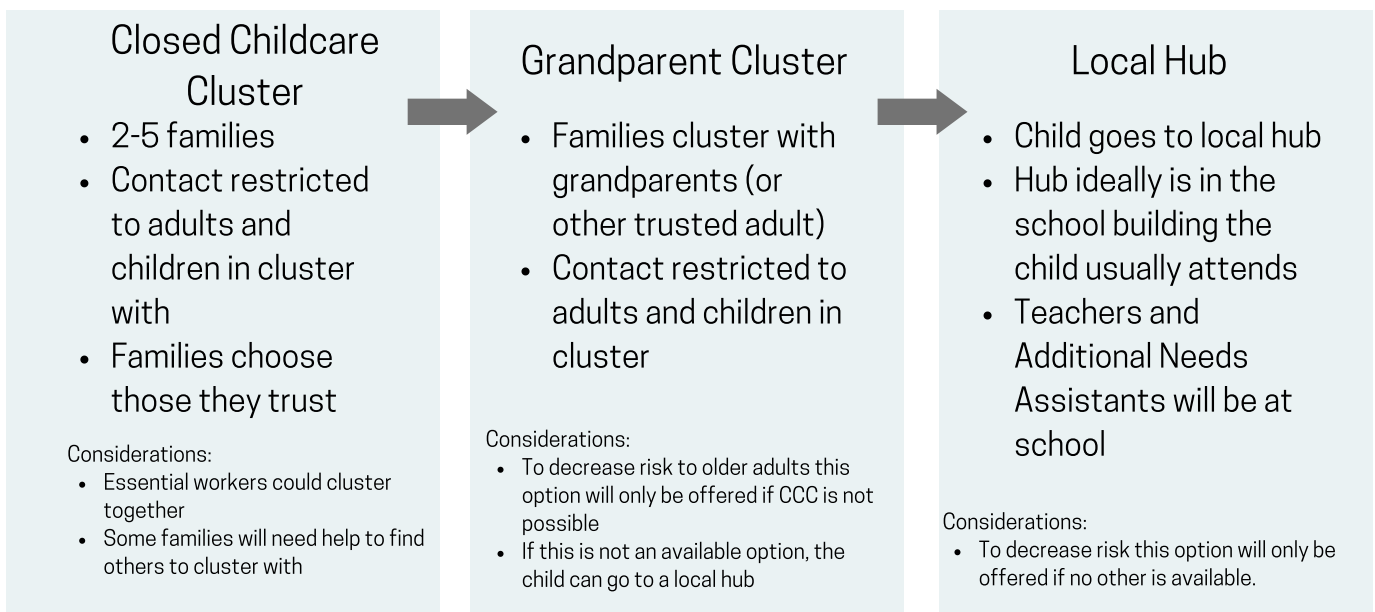 Closed Childcare
Cluster
• 2-5 families
• Contact restricted
to adults and
children in cluster
with
• Families choose
those they trust
Considerations:
• Essential workers could cluster
together
• Some families will need help to find
others to cluster with
Grandparent Cluster
• Families cluster with
grandparents (or
other trusted adult)
• Contact restricted to
adults and children in
cluster
Considerations:
• To decrease risk to older adults this
option will only be offered if CCC is not
possible
• If this is not an available option, the
child can go to a local hub
Local Hub
• Child goes to local hub
• Hub ideally is in the
school building the
child usually attends
• Teachers and
Additional Needs
Assistants will be at
school
Considerations:
• To decrease risk this option will only be
offered if no other is available.